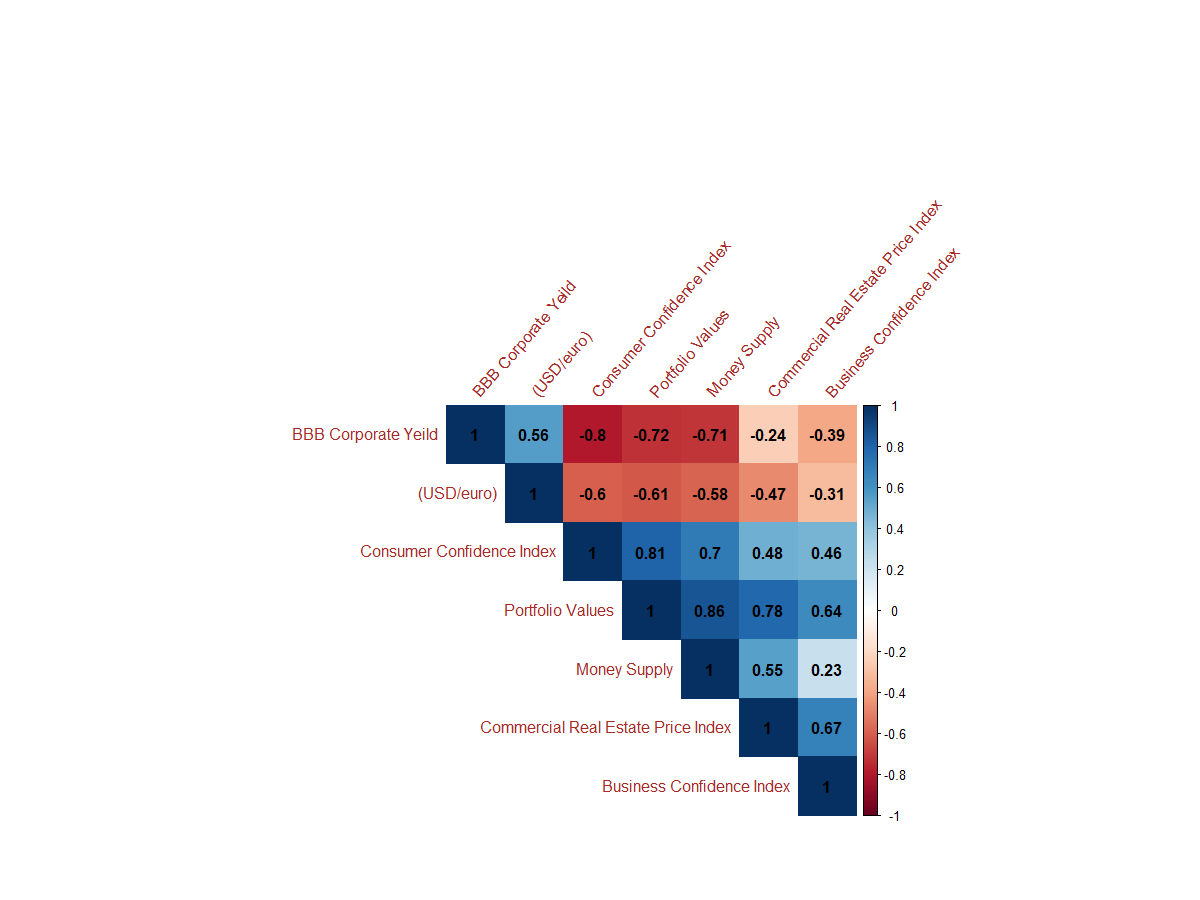 BBB Corporate Yeild
(USD/euro)
Consumer Confidence Index
Portfolio Values
Money Supply
Commercial Real Estate Price Index
Business Confidence Index
BBB Corporate Yeild 1 0.56 -0.8 -0.72 -0.71 -0.24 -0.39
(USD/euro) 1 -0.6 -0.61 -0.58 -0.47 -0.31
Consumer Confidence Index 1 0.81 0.7 0.48 0.46
Portfolio Values 1 0.86 0.78 0.64
Money Supply 1 0.55 0.23
Commercial Real Estate Price Index 1 0.67
Business Confidence Index 1
1
0.8
0.6
0.4
0.2
0
-0.2
-0.4
-0.6
-0.8
-1